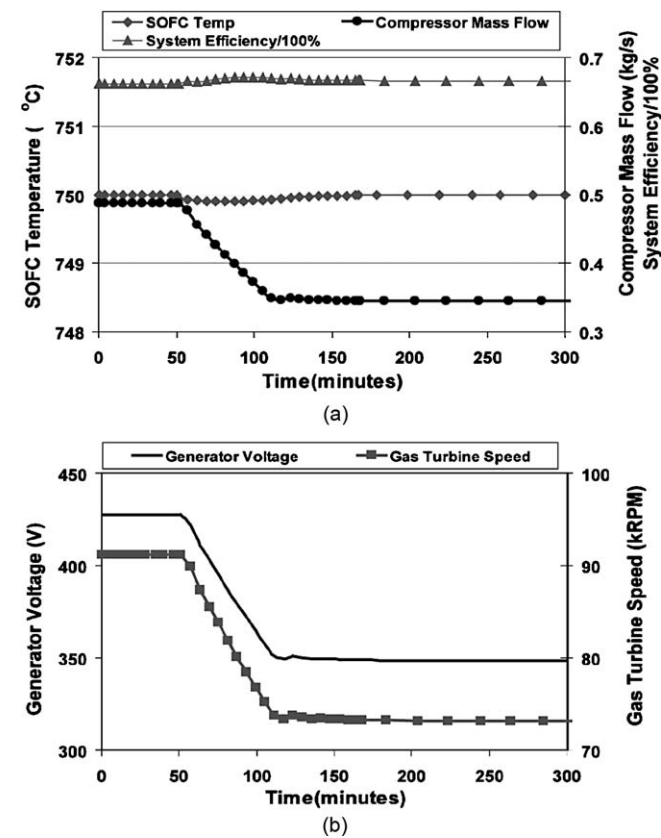 SOFC Temp Compressor Mass Flow
System Efficiency/100%
752 0.7
751 0.6
750 0.5
749 0.4
748 0.3
SOFC Temperature ( °C)
Compressor Mass Flow (kg/s)
System Efficiency/100%
0 50 100 150 200 250 300
Time(minutes)
(a)
Generator Voltage Gas Turbine Speed
450 100
400 90
350 80
300 70
Generator Voltage (V)
Gas Turbine Speed (kRPM)
0 50 100 150 200 250 300
Time(minutes)
(b)